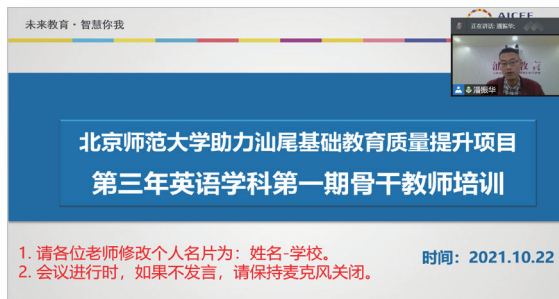 未来教育·智慧你我
AICFE
正在讲话: 潘振华;
潘振华
北京师范大学助力汕尾基础教育质量提升项目
第三年英语学科第一期骨干教师培训
1. 请各位老师修改个人名片为：姓名-学校。
2. 会议进行时，如果不发言，请保持麦克风关闭。
时间：2021.10.22